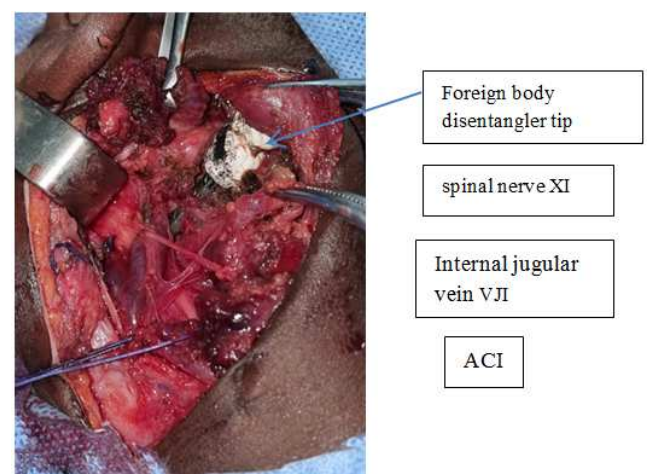 Foreign body
disentangler tip
spinal nerve XI
Internal jugular
vein VJI
ACI